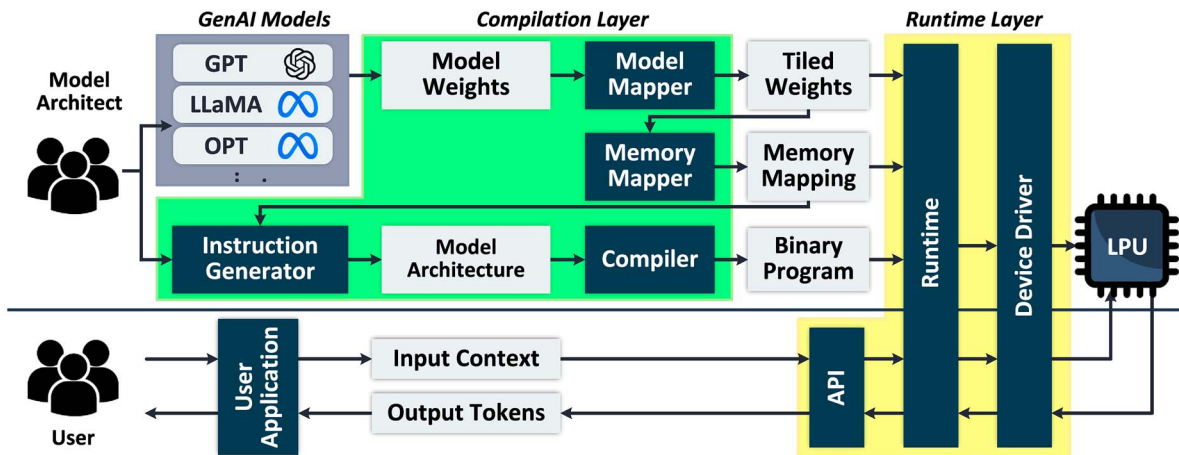 GenAI Models
Compilation Layer
Runtime Layer
Model
Architect
GPT
LLaMA
OPT
: .
Model
Weights
Model
Mapper
Tiled
Weights
Memory
Mapper
Memory
Mapping
Instruction
Generator
Model
Architecture
Compiler
Binary
Program
Runtime
Device Driver
LPU
User
User
Application
Input Context
Output Tokens
API